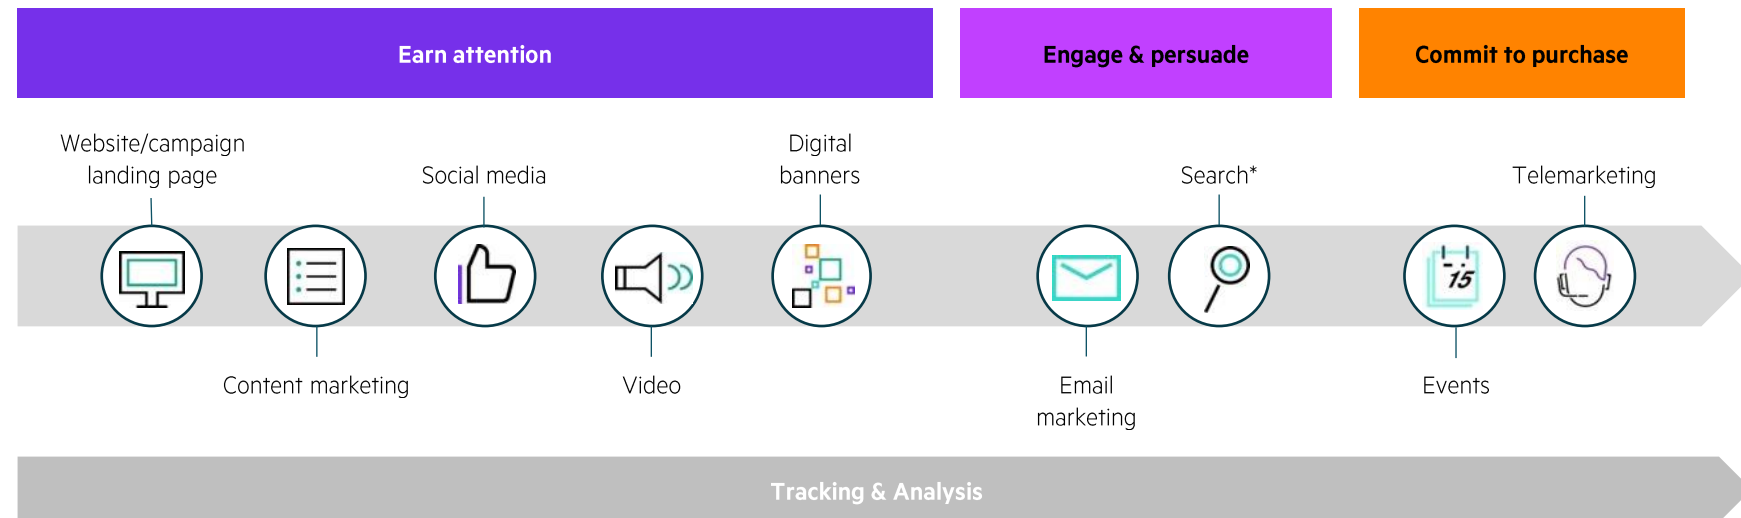 Earn attention
Engage & persuade
Commit to purchase
Website/campaign
landing page
Social media
Digital
banners
Search*
Telemarketing
15
Content marketing
Video
Email
marketing
Events
Tracking & Analysis